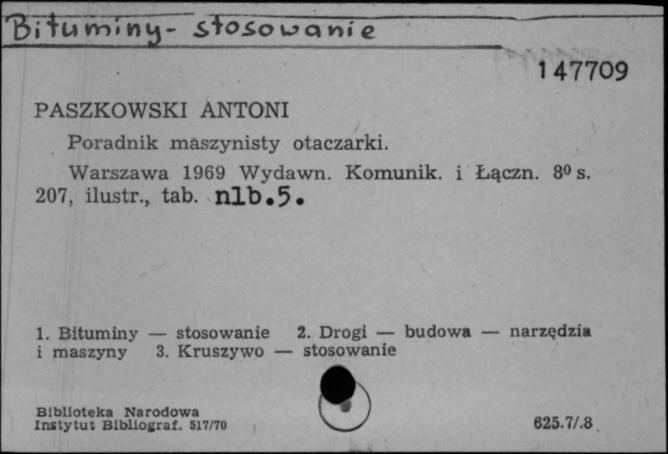 Bituminy- stosowanie
147709
PASZKOWSKI ANTONI
Poradnik maszynisty otaczarki.
Warszawa 1969 Wydawn. Komunik. i Łączn. 8⁰ s.
207, ilustr., tab. nlb.5.
1. Bituminy — stosowanie 2. Drogi — budowa — narzędzia
i maszyny 3. Kruszywo — stosowanie
Biblioteka Narodowa
Instytut Bibliograf. 517/70
625.7/.8